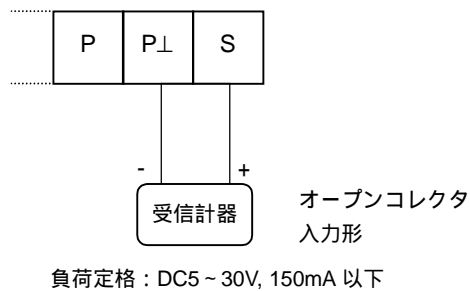 P P⊥ S
- +
受信計器
オープンコレクタ
入力形
負荷定格：DC5～30V, 150mA 以下